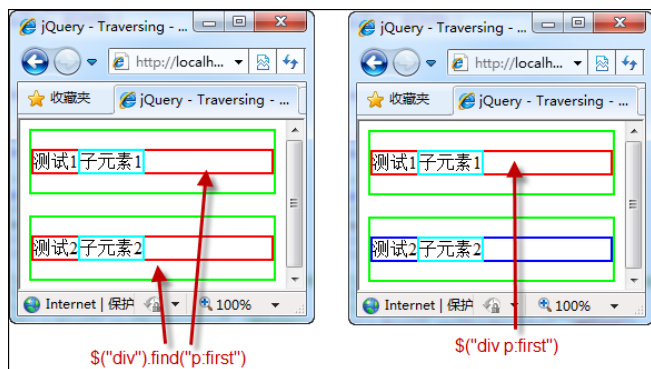 jQuery - Traversing - ...
http://localh...
收藏夹
jQuery - Traversing - ...
测试1子元素1
测试2子元素2
Internet | 保护
100%
$("div").find("p:first")
jQuery - Traversing - ...
http://localh...
收藏夹
jQuery - Traversing - ...
测试1子元素1
测试2子元素2
Internet | 保护
100%
$("div p:first")